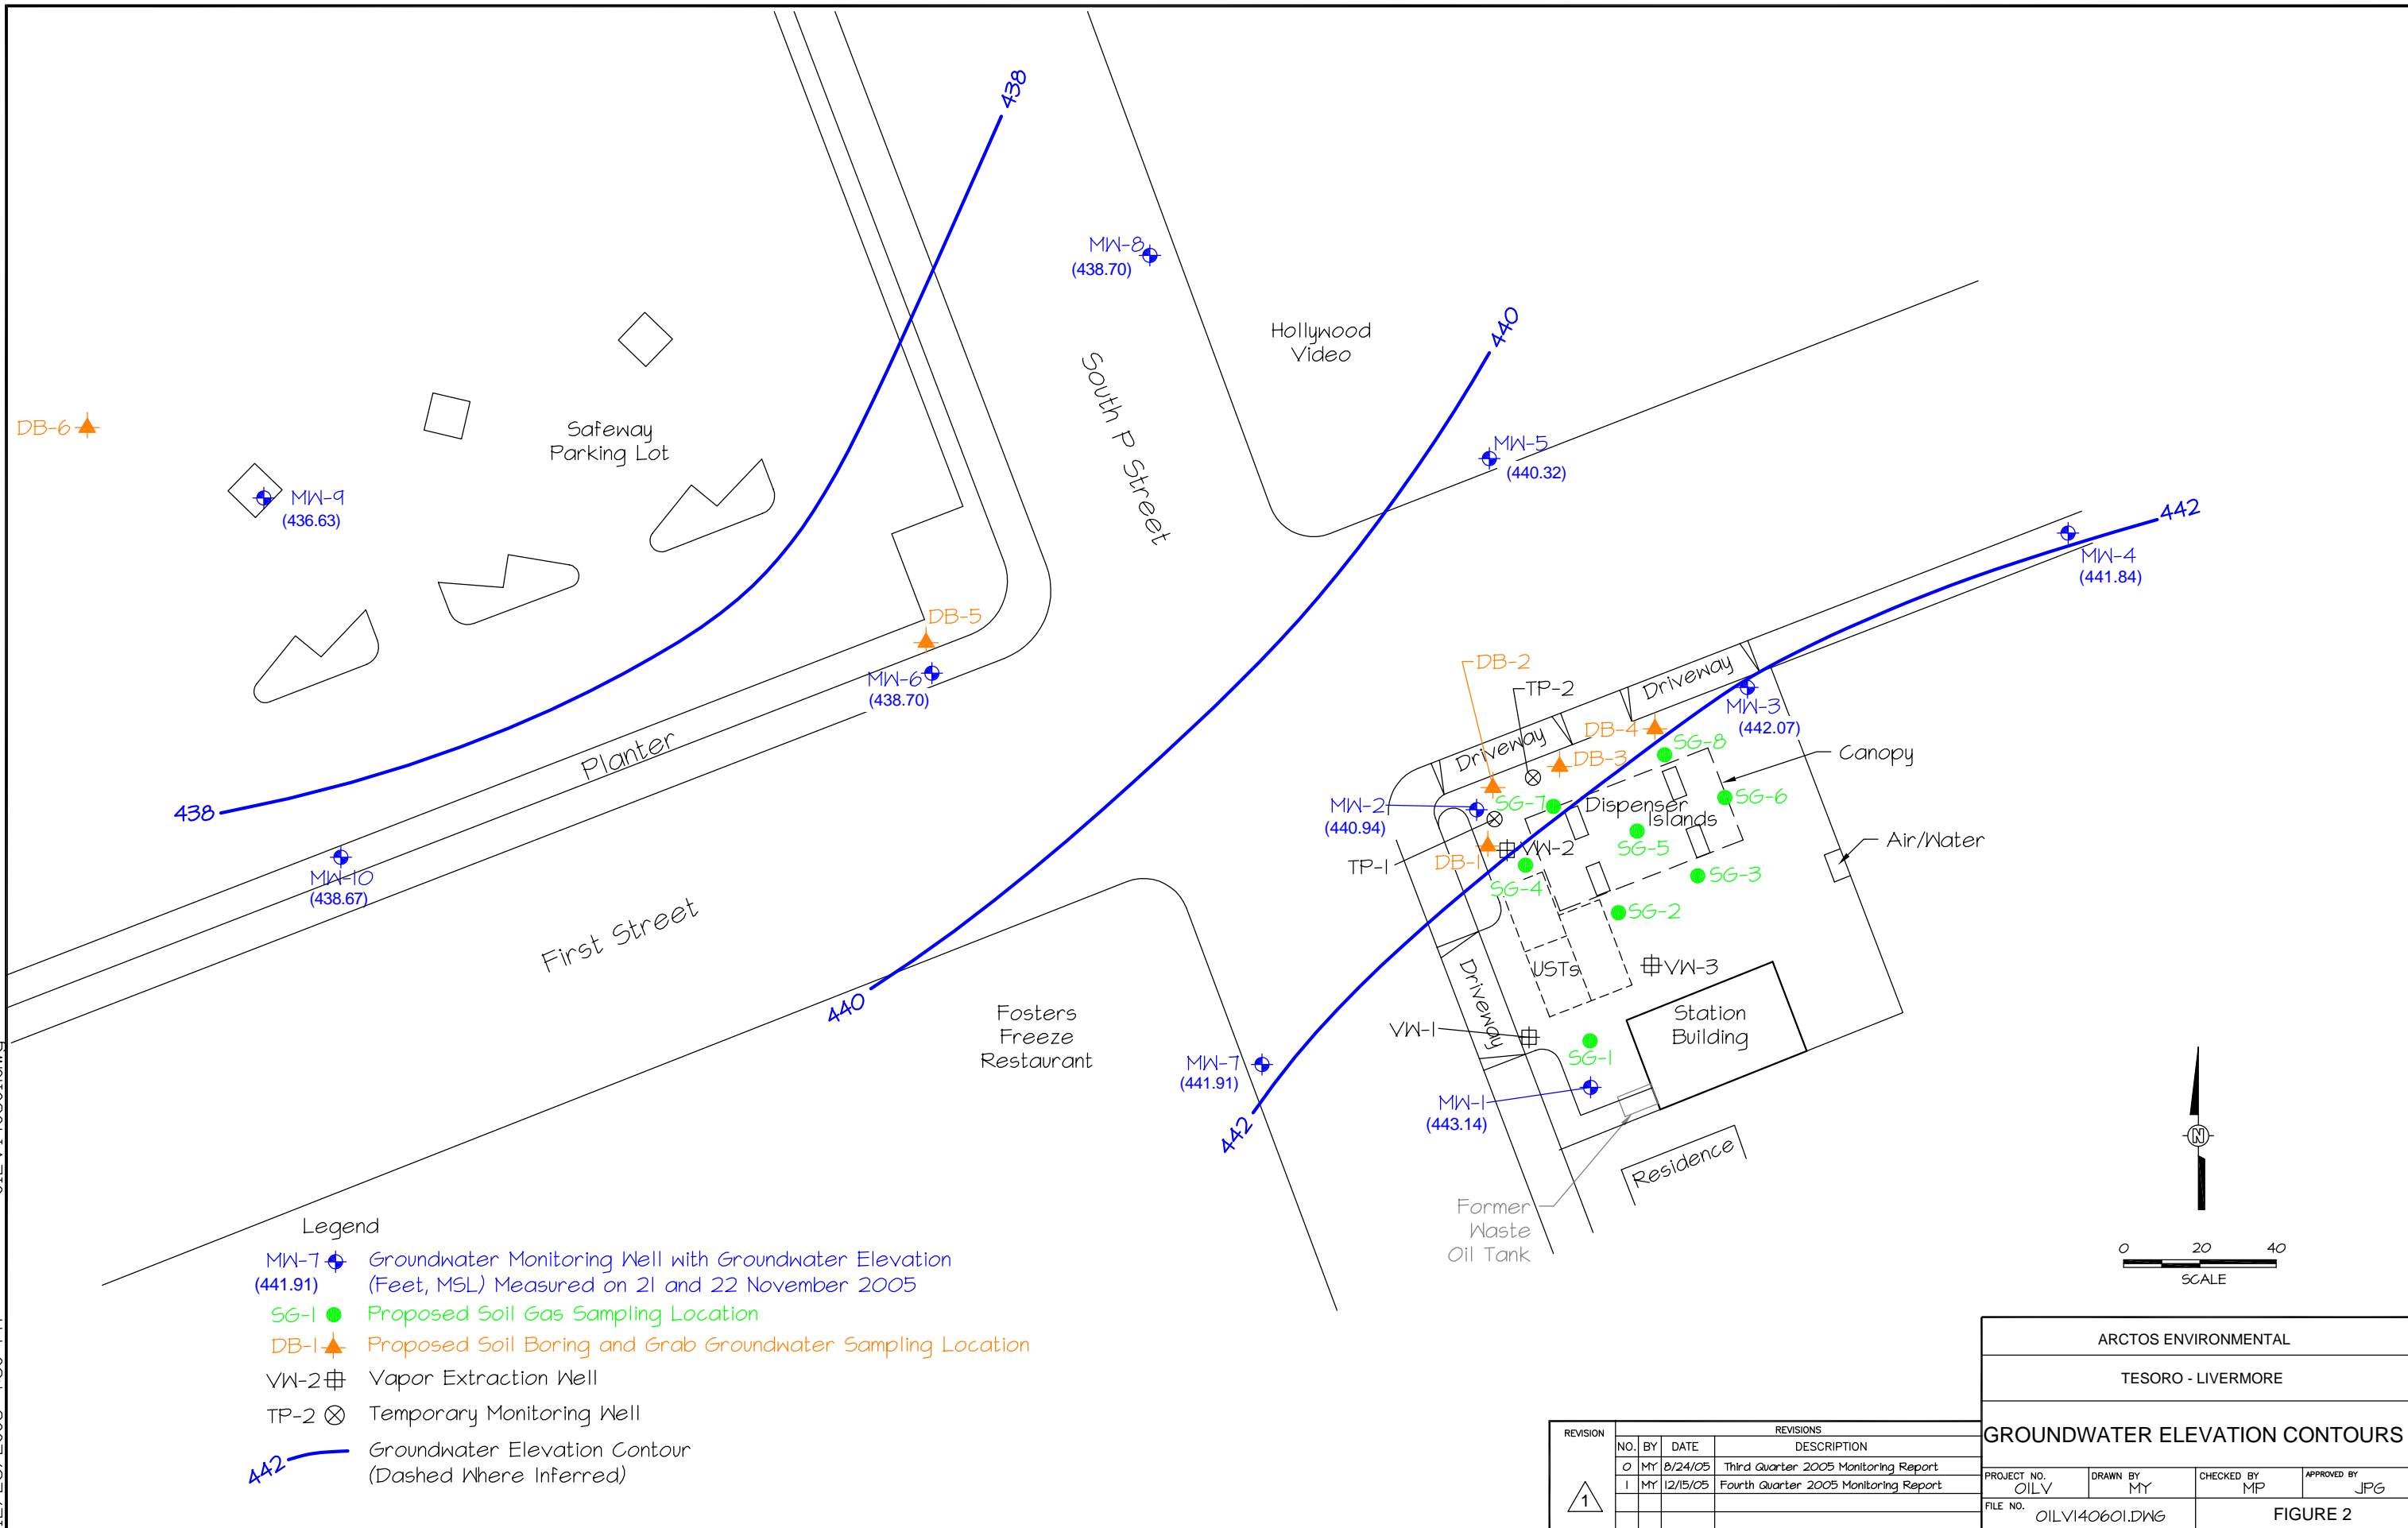 438
MW-8
(438.70)
Hollywood
Video
440
South P Street
MW-5
(440.32)
DB-6
Safeway
Parking Lot
MW-9
(436.63)
442
MW-4
(441.84)
DB-5
MW-6
(438.70)
DB-2
TP-2
Driveway
MW-3
(442.07)
DB-4
SG-8
Driveway
DB-3
Canopy
Planter
438
MW-2
(440.94)
SG-7
Dispenser
Islands
SG-6
SG-5
Air/Water
TP-1
DB-1
VW-2
SG-4
SG-3
SG-2
MW-10
(438.67)
First Street
440
Fosters
Freeze
Restaurant
USTs
VW-3
Driveway
Station
Building
VW-1
SG-1
MW-7
(441.91)
442
MW-1
(443.14)
Residence
Former
Waste
Oil Tank
N
0 20 40
SCALE
Legend
MW-7 Groundwater Monitoring Well with Groundwater Elevation
(441.91) (Feet, MSL) Measured on 21 and 22 November 2005
SG-1 Proposed Soil Gas Sampling Location
DB-1 Proposed Soil Boring and Grab Groundwater Sampling Location
VW-2 Vapor Extraction Well
TP-2 Temporary Monitoring Well
442 Groundwater Elevation Contour
(Dashed Where Inferred)
REVISION
1
REVISIONS
NO. BY DATE DESCRIPTION
0 MY 8/24/05 Third Quarter 2005 Monitoring Report
1 MY 12/15/05 Fourth Quarter 2005 Monitoring Report
ARCTOS ENVIRONMENTAL
TESORO - LIVERMORE
GROUNDWATER ELEVATION CONTOURS
PROJECT NO. DRAWN BY CHECKED BY APPROVED BY
01LV MY MP JPG
FILE NO. 01LV140601.DWG
FIGURE 2